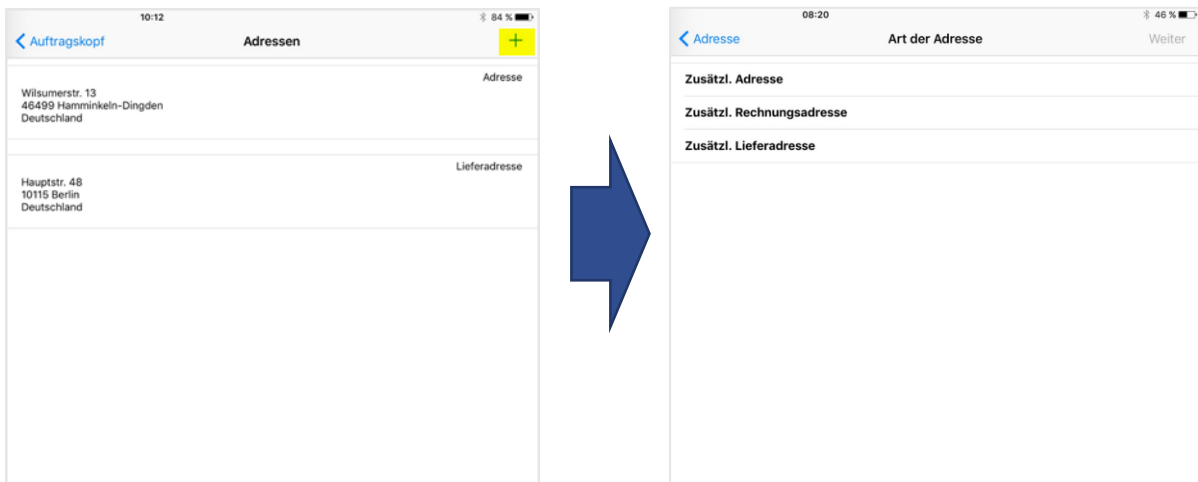 10:12
84 %
Auftragskopf
Adressen
+
Adresse
Wilsumerstr. 13
46499 Hamminkeln-Dingden
Deutschland
Lieferadresse
Hauptstr. 48
10115 Berlin
Deutschland
08:20
46 %
Adresse
Art der Adresse
Weiter
Zusätzl. Adresse
Zusätzl. Rechnungsadresse
Zusätzl. Lieferadresse